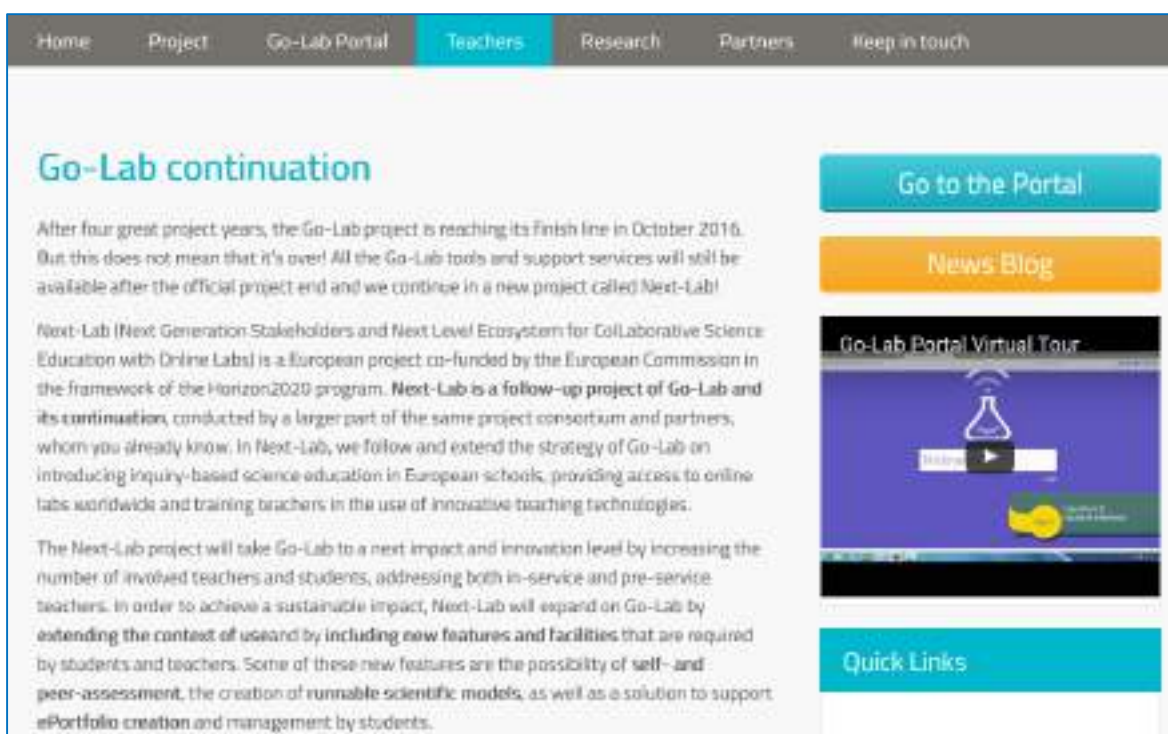 Home Project Go-Lab Portal Teachers Research Partners Keep in touch
Go-Lab continuation
After four great project years, the Go-Lab project is reaching its finish line in October 2016.
But this does not mean that it's over! All the Go-Lab tools and support services will still be
available after the official project end and we continue in a new project called Next-Lab!
Next-Lab (Next Generation Stakeholders and Next Level Ecosystem for ColLaborative Science
Education with Online Labs) is a European project co-funded by the European Commission in
the framework of the Horizon2020 program. Next-Lab is a follow-up project of Go-Lab and
its continuation, conducted by a larger part of the same project consortium and partners,
whom you already know. In Next-Lab, we follow and extend the strategy of Go-Lab on
introducing inquiry-based science education in European schools, providing access to online
labs worldwide and training teachers in the use of innovative teaching technologies.
The Next-Lab project will take Go-Lab to a next impact and innovation level by increasing the
number of involved teachers and students, addressing both in-service and pre-service
teachers. In order to achieve a sustainable impact, Next-Lab will expand on Go-Lab by
extending the context of useand by including new features and facilities that are required
by students and teachers. Some of these new features are the possibility of self- and
peer-assessment, the creation of runnable scientific models, as well as a solution to support
ePortfolio creation and management by students.
Go to the Portal
News Blog
Go-Lab Portal Virtual Tour
Quick Links